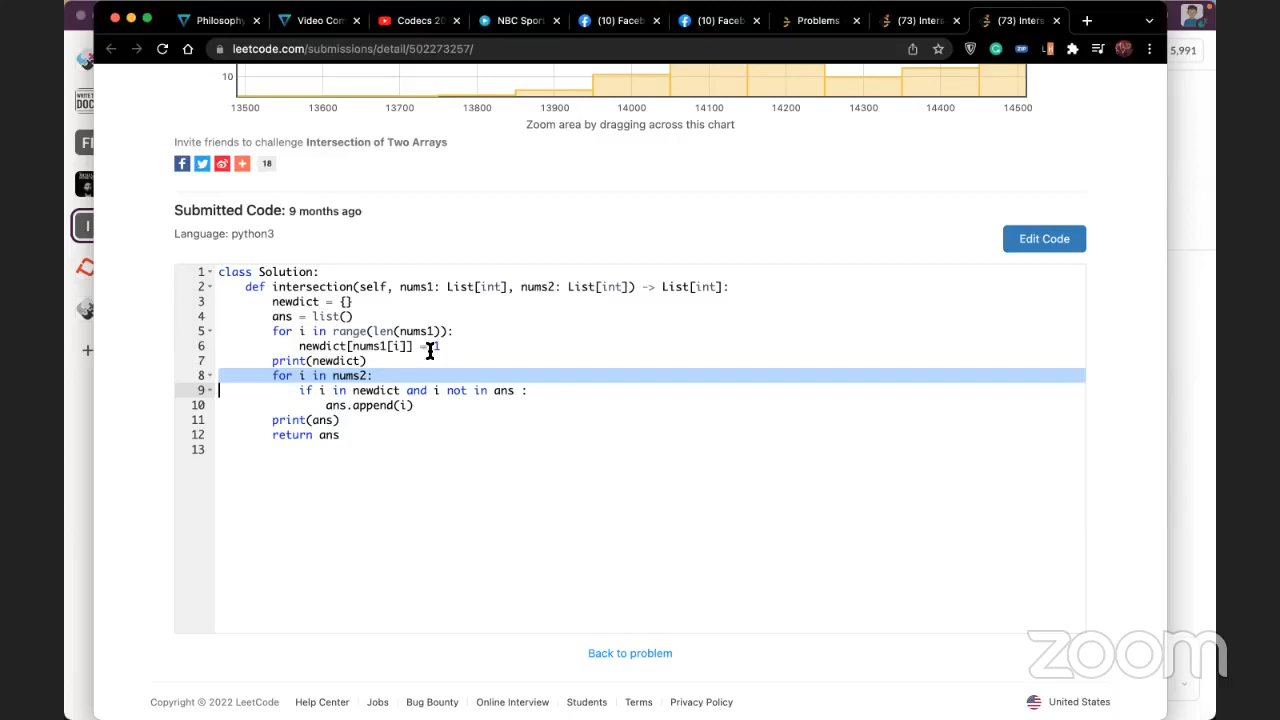 Philosophy
Video Com
Codecs 20
NBC Spor
(10) Faceb
(10) Faceb
Problems
(73) Inters
(73) Inters
leetcode.com/submissions/detail/502273257/
5,991
10
13500 13600 13700 13800 13900 14000 14100 14200 14300 14400 14500
Zoom area by dragging across this chart
Invite friends to challenge Intersection of Two Arrays
18
Submitted Code: 9 months ago
Language: python3
Edit Code
1 class Solution:
2 def intersection(self, nums1: List[int], nums2: List[int]) -> List[int]:
3 newdict = {}
4 ans = list()
5 for i in range(len(nums1)):
6 newdict[nums1[i]] = 1
7 print(newdict)
8 for i in nums2:
9 if i in newdict and i not in ans :
10 ans.append(i)
11 print(ans)
12 return ans
13
Back to problem
zoom
Copyright © 2022 LeetCode Help Center Jobs Bug Bounty Online Interview Students Terms Privacy Policy United States